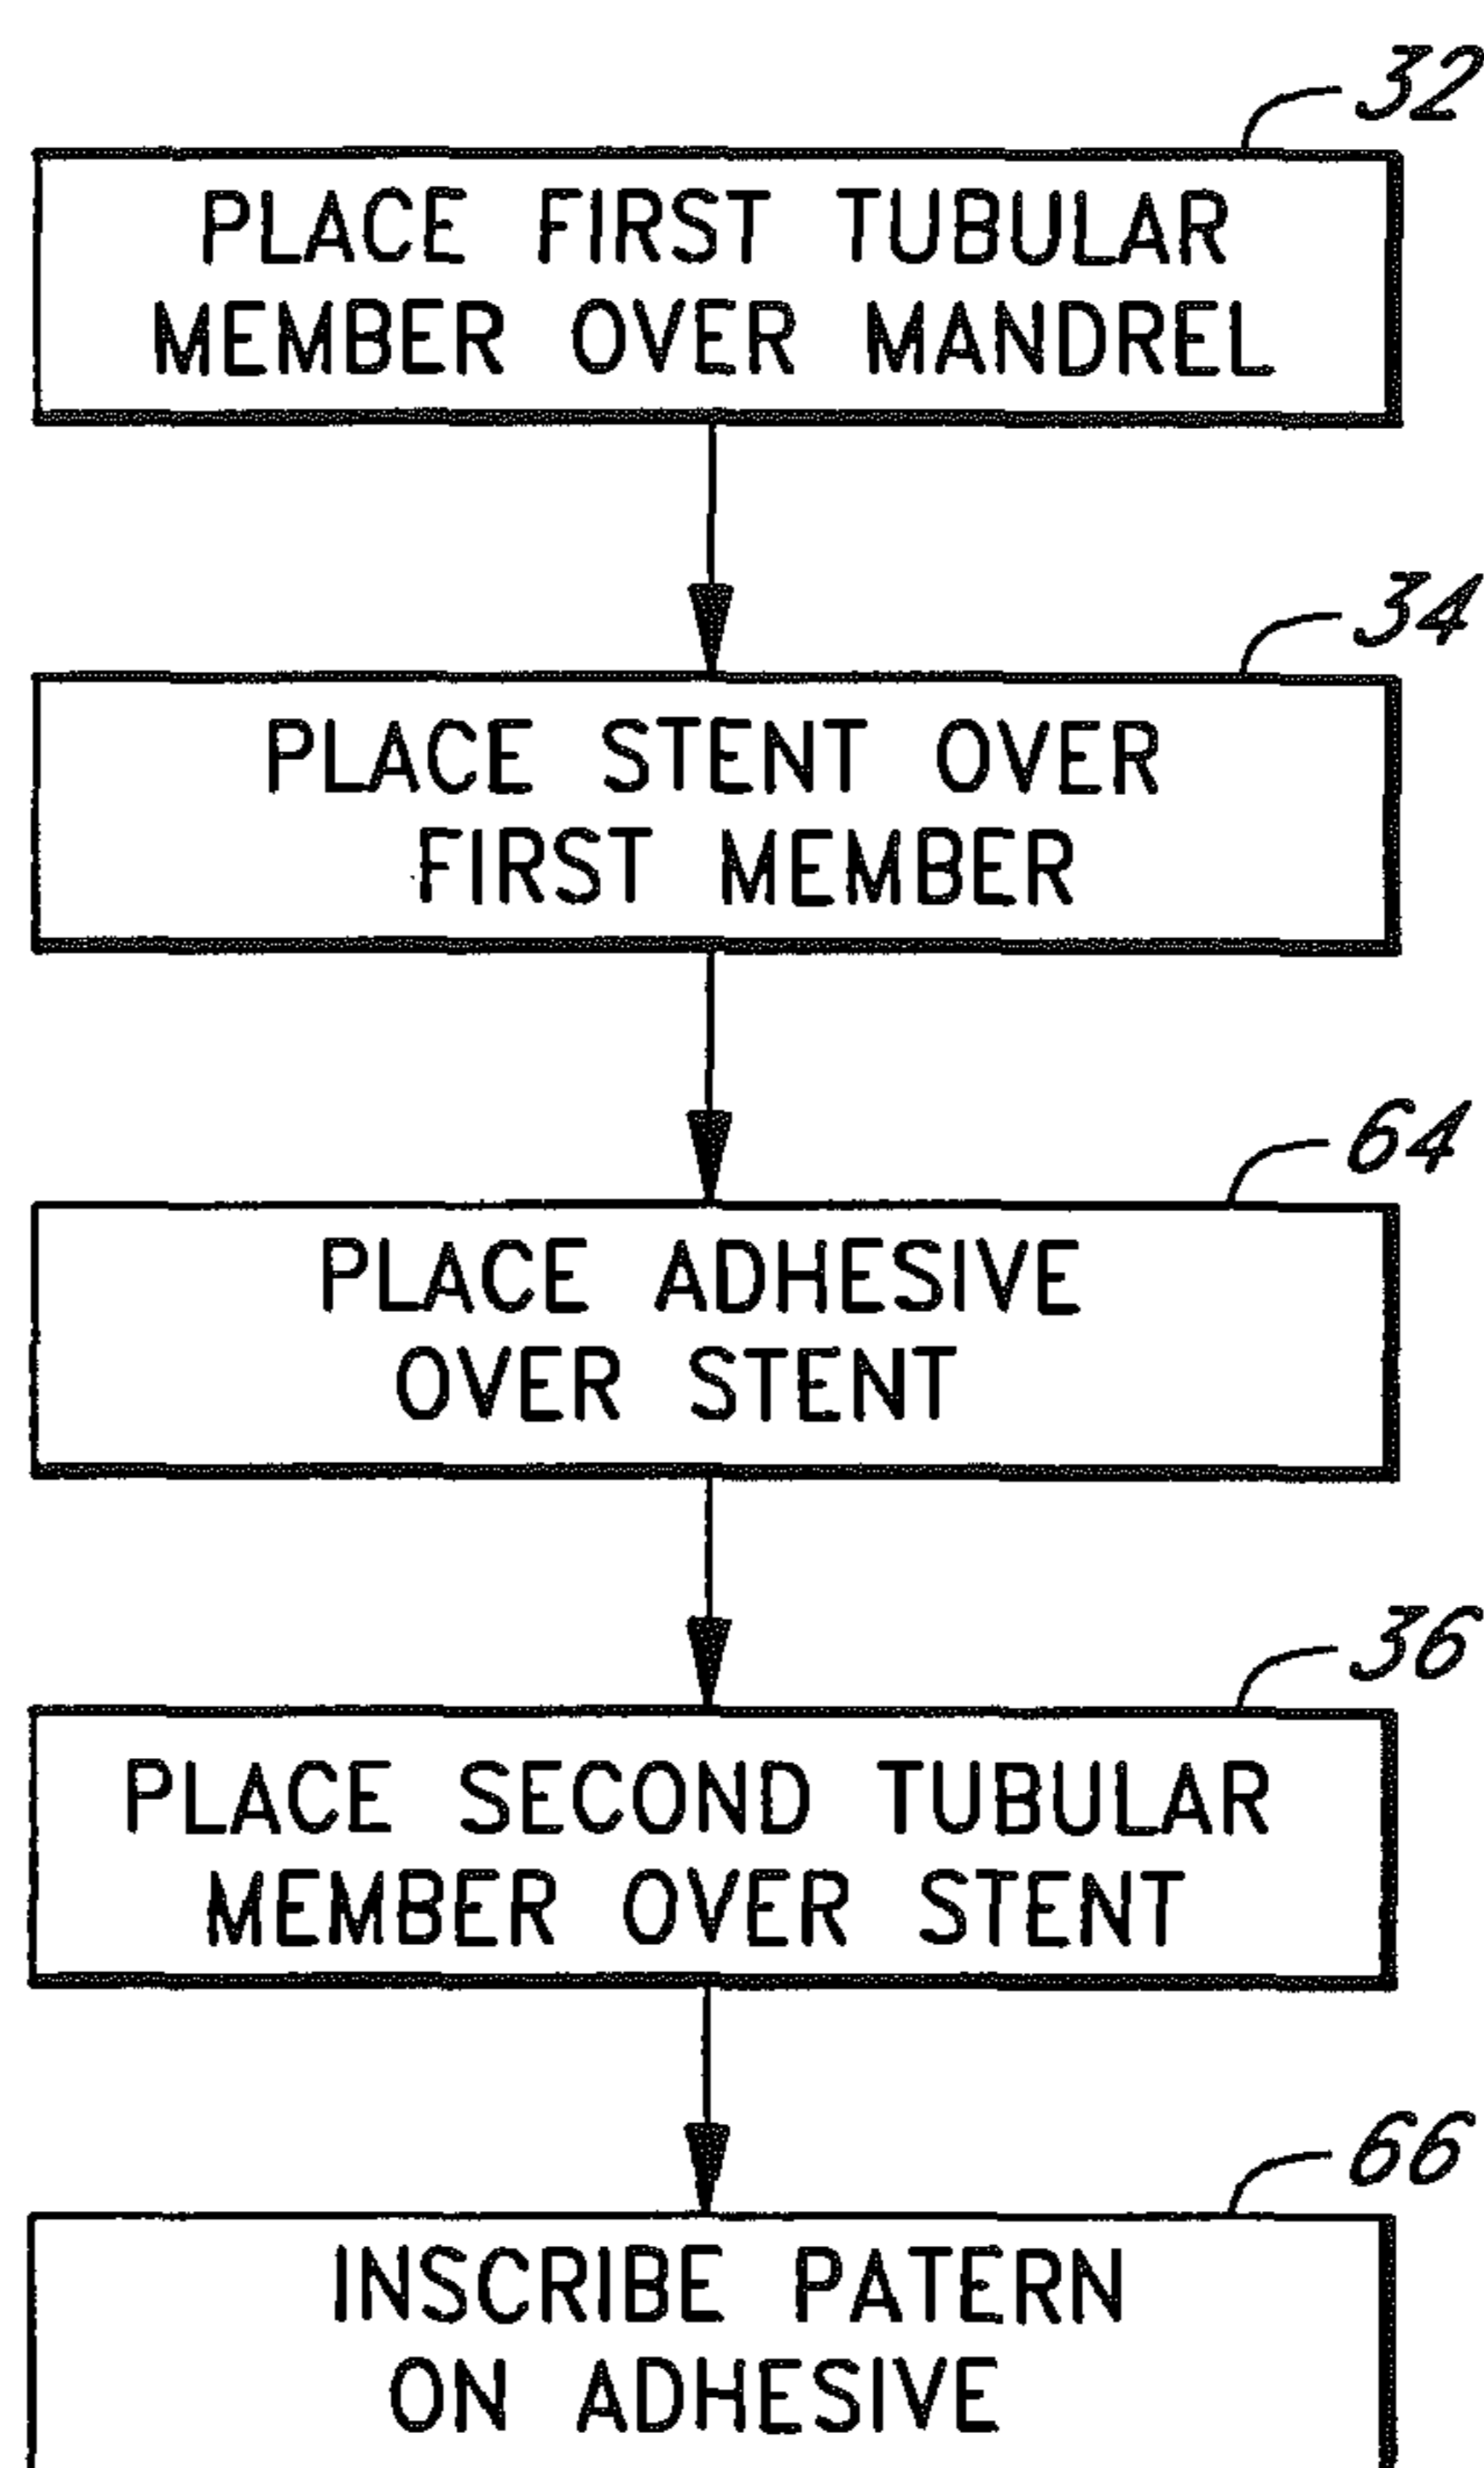 32
PLACE FIRST TUBULAR
MEMBER OVER MANDREL
34
PLACE STENT OVER
FIRST MEMBER
64
PLACE ADHESIVE
OVER STENT
36
PLACE SECOND TUBULAR
MEMBER OVER STENT
66
INSCRIBE PATERN
ON ADHESIVE